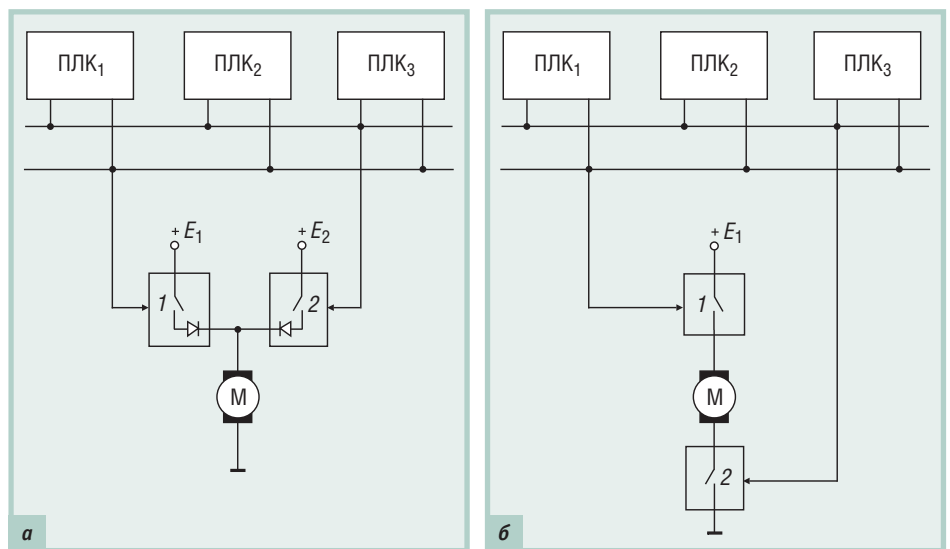 ПЛК₁ ПЛК₂ ПЛК₃
+ E₁ + E₂
1 2
М
а
ПЛК₁ ПЛК₂ ПЛК₃
+ E₁
1
М
2
б